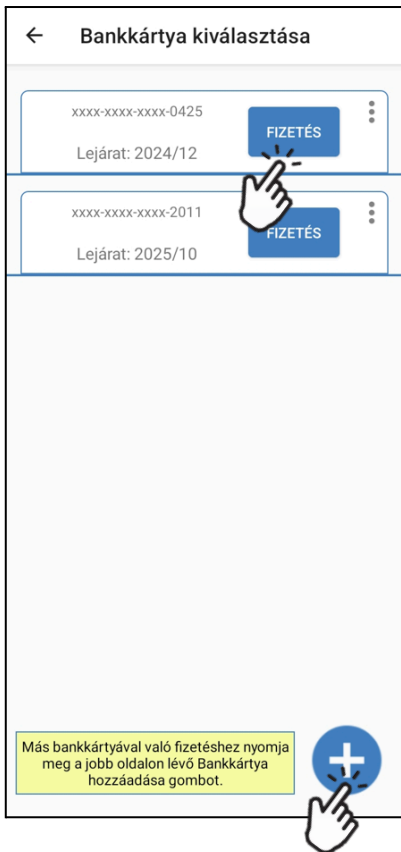 Bankkártya kiválasztása
xxxx-xxxx-xxxx-0425
FIZETÉS
Lejárat: 2024/12
xxxx-xxxx-xxxx-2011
FIZETÉS
Lejárat: 2025/10
Más bankkártyával való fizetéshez nyomja
meg a jobb oldalon lévő Bankkártya
hozzáadása gombot.